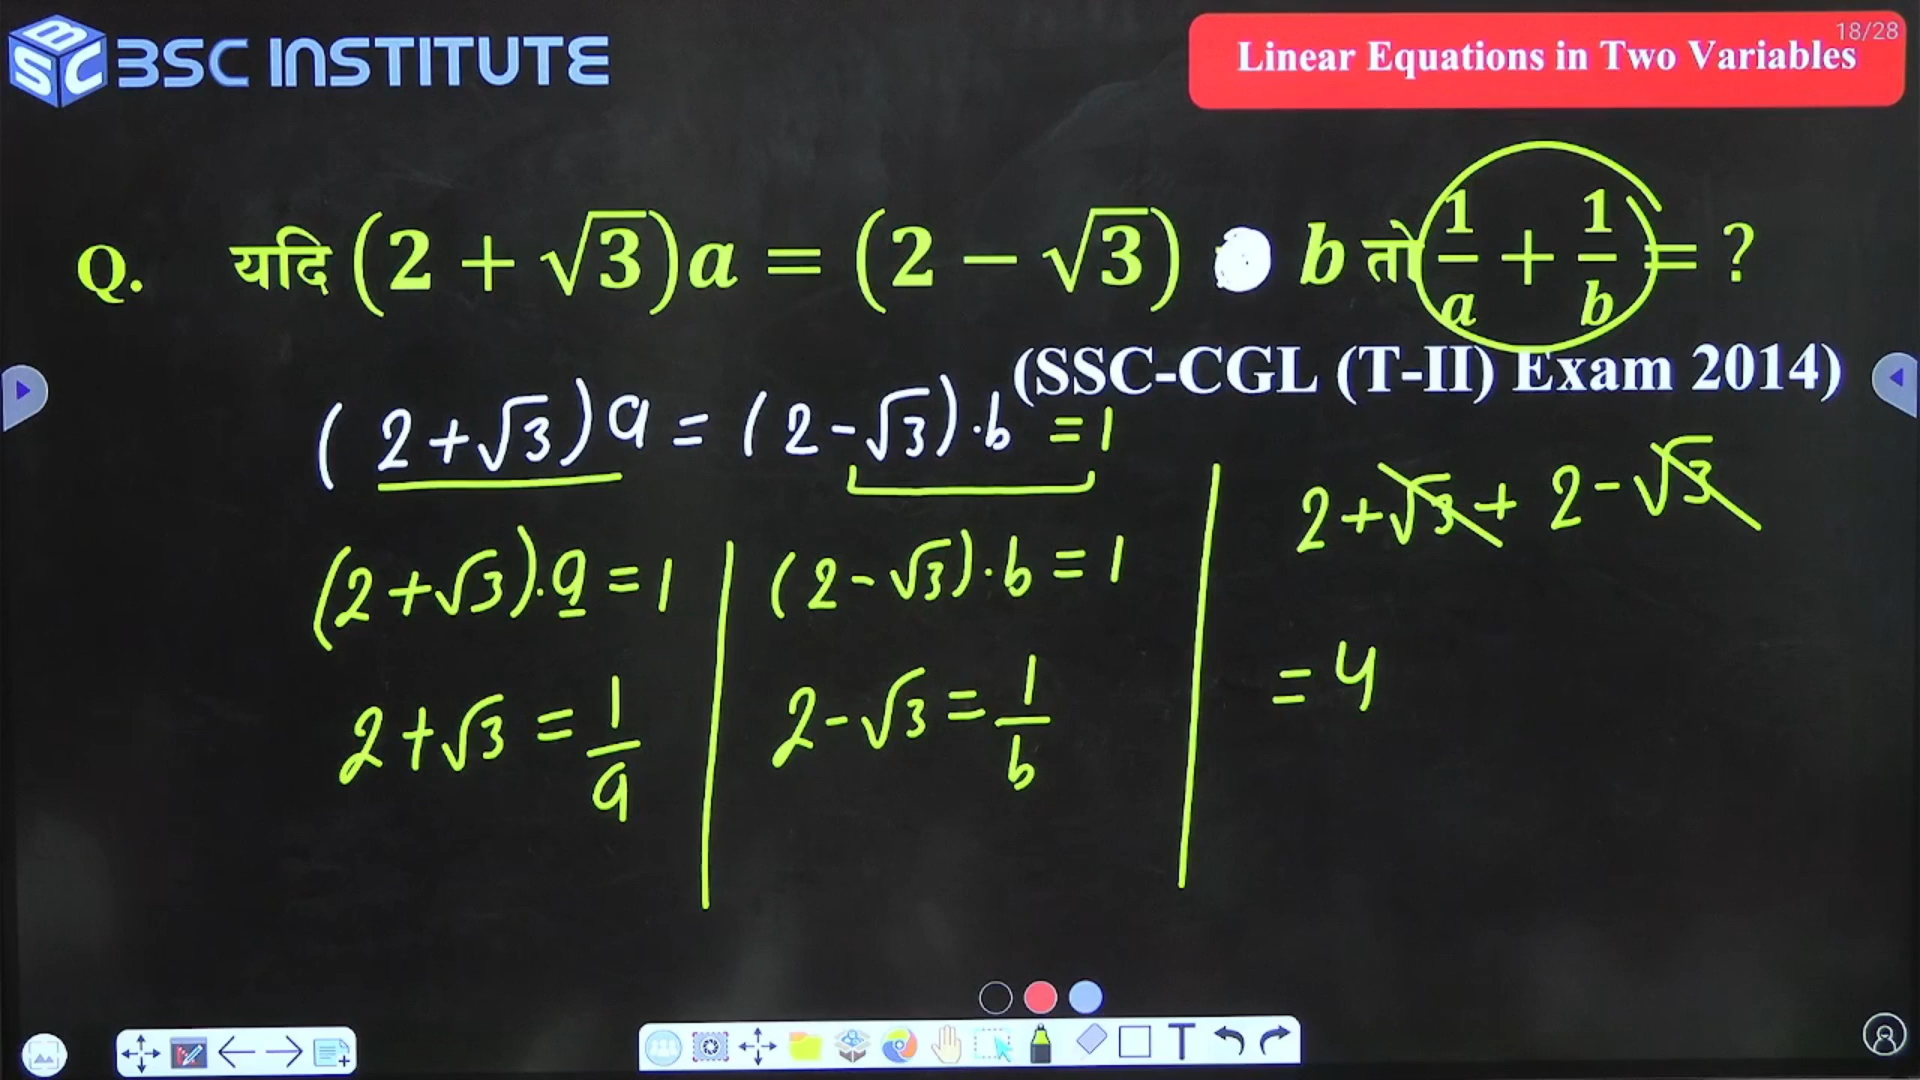 BSC
BSC INSTITUTE
18/28
Linear Equations in Two Variables
Q. यदि (2 + √3)a = (2 − √3) b तो 1/a + 1/b = ?
(SSC-CGL (T-II) Exam 2014)
(2+√3)a = (2-√3)·b = 1
(2+√3)·a = 1
(2-√3)·b = 1
2+√3 = 1/a
2-√3 = 1/b
2+√3+2-√3
= 4
T